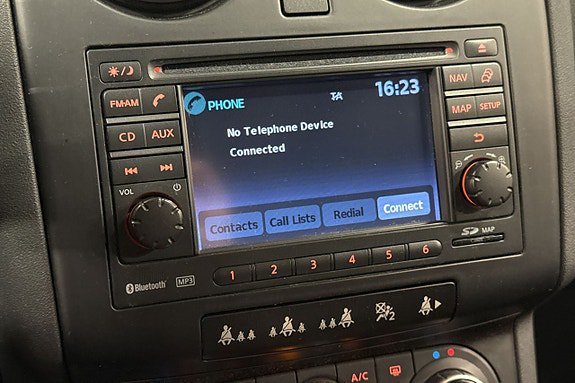 PHONE
TA
16:23
No Telephone Device
Connected
Contacts
Call Lists
Redial
Connect
FM·AM
CD
AUX
VOL
NAV
MAP
SETUP
SD MAP
Bluetooth
MP3
1
2
3
4
5
6
2
A/C